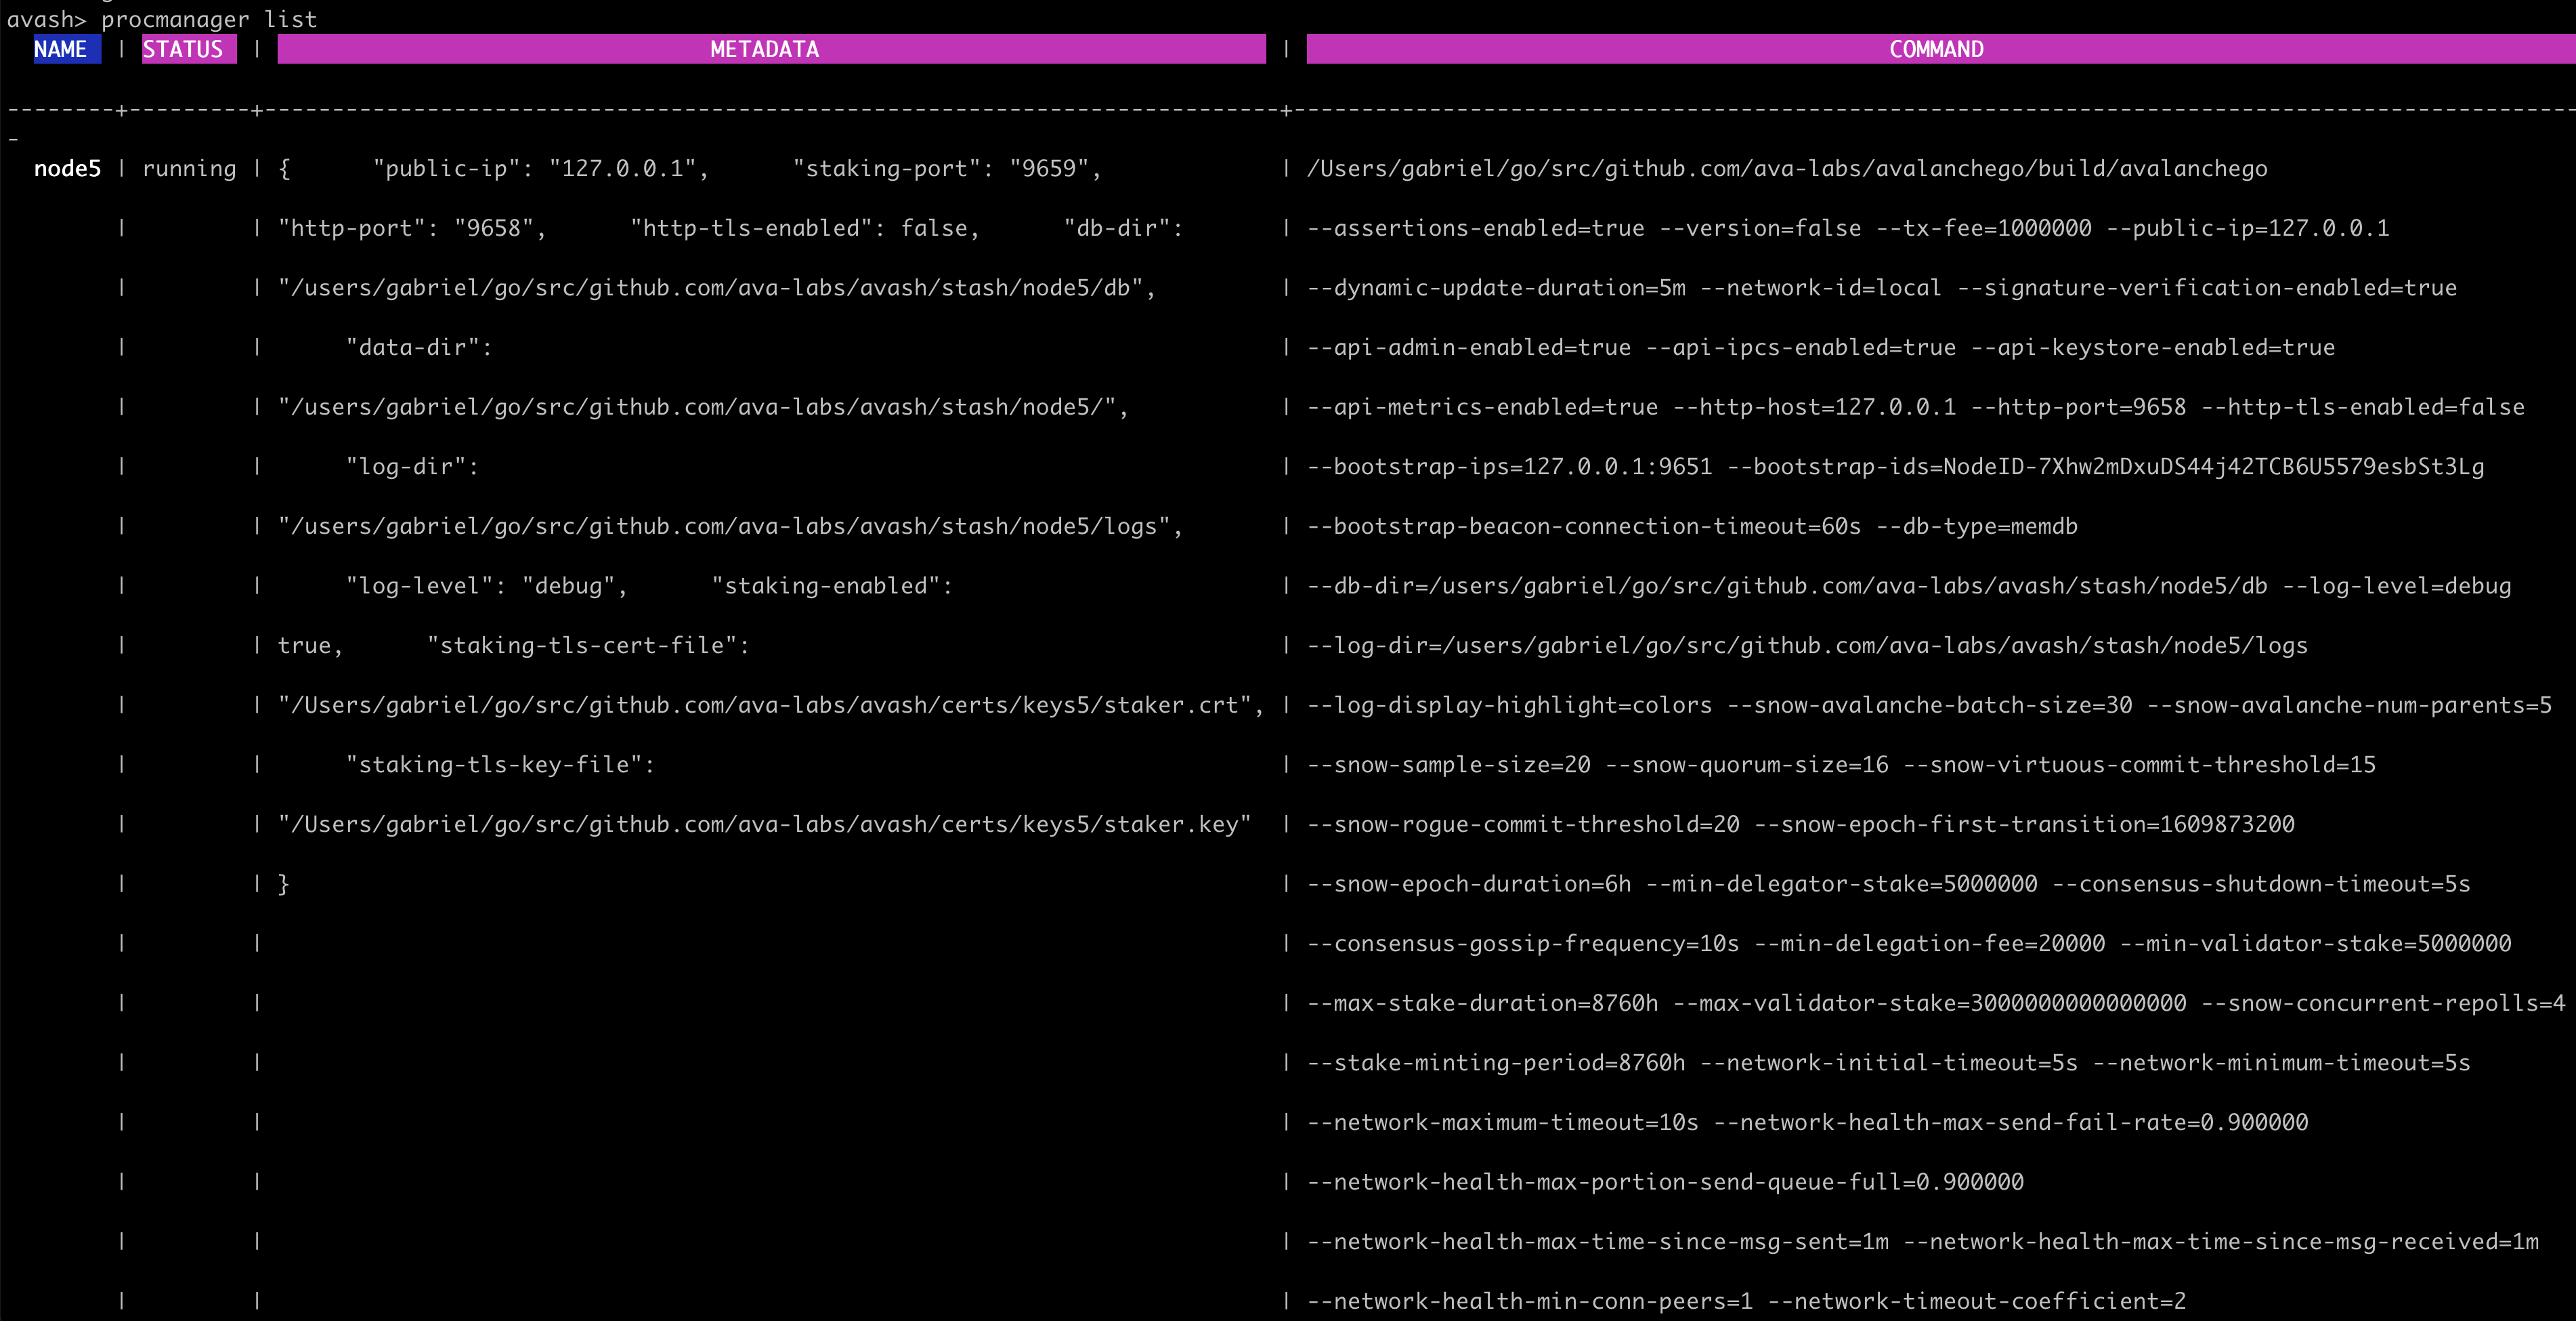 avash> procmanager list
NAME | STATUS | METADATA | COMMAND
--------+---------+---------------------------------------------------------------------------+-----------------------------------------------------------------------------------------------
-
node5 | running | { "public-ip": "127.0.0.1", "staking-port": "9659", | /Users/gabriel/go/src/github.com/ava-labs/avalanchego/build/avalanchego
| | "http-port": "9658", "http-tls-enabled": false, "db-dir": | --assertions-enabled=true --version=false --tx-fee=1000000 --public-ip=127.0.0.1
| | "/users/gabriel/go/src/github.com/ava-labs/avash/stash/node5/db", | --dynamic-update-duration=5m --network-id=local --signature-verification-enabled=true
| | "data-dir": | --api-admin-enabled=true --api-ipcs-enabled=true --api-keystore-enabled=true
| | "/users/gabriel/go/src/github.com/ava-labs/avash/stash/node5/", | --api-metrics-enabled=true --http-host=127.0.0.1 --http-port=9658 --http-tls-enabled=false
| | "log-dir": | --bootstrap-ips=127.0.0.1:9651 --bootstrap-ids=NodeID-7Xhw2mDxuDS44j42TCB6U5579esbSt3Lg
| | "/users/gabriel/go/src/github.com/ava-labs/avash/stash/node5/logs", | --bootstrap-beacon-connection-timeout=60s --db-type=memdb
| | "log-level": "debug", "staking-enabled": | --db-dir=/users/gabriel/go/src/github.com/ava-labs/avash/stash/node5/db --log-level=debug
| | true, "staking-tls-cert-file": | --log-dir=/users/gabriel/go/src/github.com/ava-labs/avash/stash/node5/logs
| | "/Users/gabriel/go/src/github.com/ava-labs/avash/certs/keys5/staker.crt", | --log-display-highlight=colors --snow-avalanche-batch-size=30 --snow-avalanche-num-parents=5
| | "staking-tls-key-file": | --snow-sample-size=20 --snow-quorum-size=16 --snow-virtuous-commit-threshold=15
| | "/Users/gabriel/go/src/github.com/ava-labs/avash/certs/keys5/staker.key" | --snow-rogue-commit-threshold=20 --snow-epoch-first-transition=1609873200
| | } | --snow-epoch-duration=6h --min-delegator-stake=5000000 --consensus-shutdown-timeout=5s
| | | --consensus-gossip-frequency=10s --min-delegation-fee=20000 --min-validator-stake=5000000
| | | --max-stake-duration=8760h --max-validator-stake=3000000000000000 --snow-concurrent-repolls=4
| | | --stake-minting-period=8760h --network-initial-timeout=5s --network-minimum-timeout=5s
| | | --network-maximum-timeout=10s --network-health-max-send-fail-rate=0.900000
| | | --network-health-max-portion-send-queue-full=0.900000
| | | --network-health-max-time-since-msg-sent=1m --network-health-max-time-since-msg-received=1m
| | | --network-health-min-conn-peers=1 --network-timeout-coefficient=2